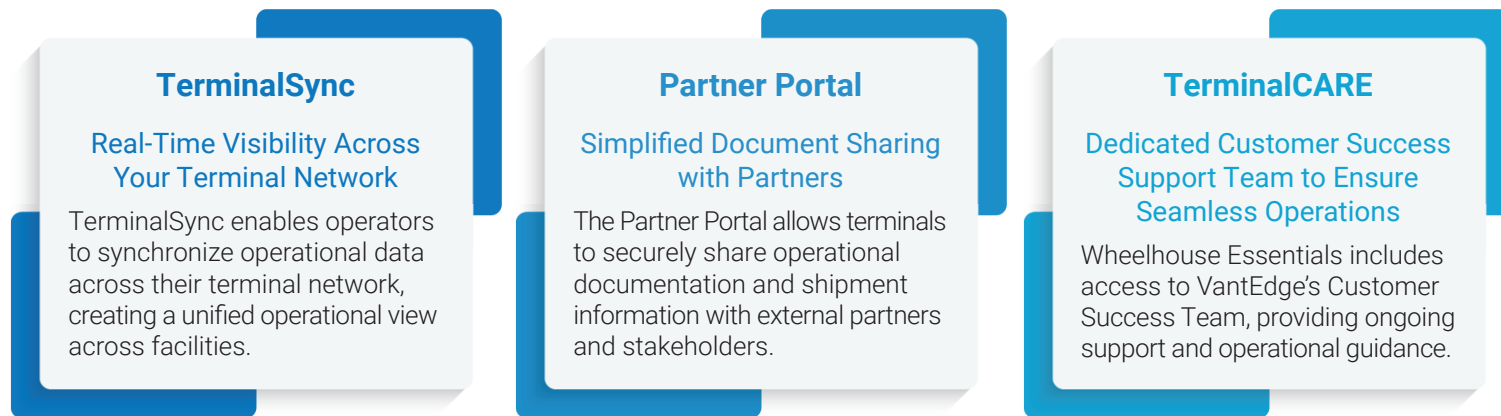 TerminalSync
Real-Time Visibility Across
Your Terminal Network
TerminalSync enables operators
to synchronize operational data
across their terminal network,
creating a unified operational view
across facilities.
Partner Portal
Simplified Document Sharing
with Partners
The Partner Portal allows terminals
to securely share operational
documentation and shipment
information with external partners
and stakeholders.
TerminalCARE
Dedicated Customer Success
Support Team to Ensure
Seamless Operations
Wheelhouse Essentials includes
access to VantEdge’s Customer
Success Team, providing ongoing
support and operational guidance.